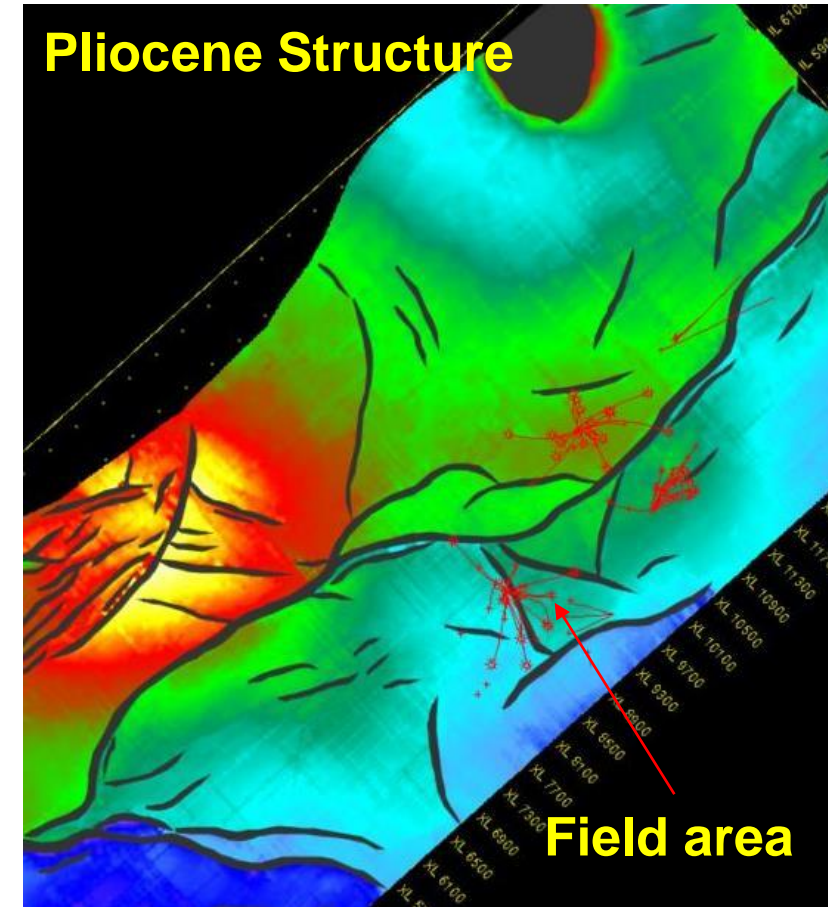 Pliocene Structure
IL 6100
XL 11300
XL 10900
XL 10500
XL 10100
XL 9700
XL 9300
XL 8900
XL 8500
XL 8100
XL 7700
XL 7300
XL 6900
XL 6500
XL 6100
Field area